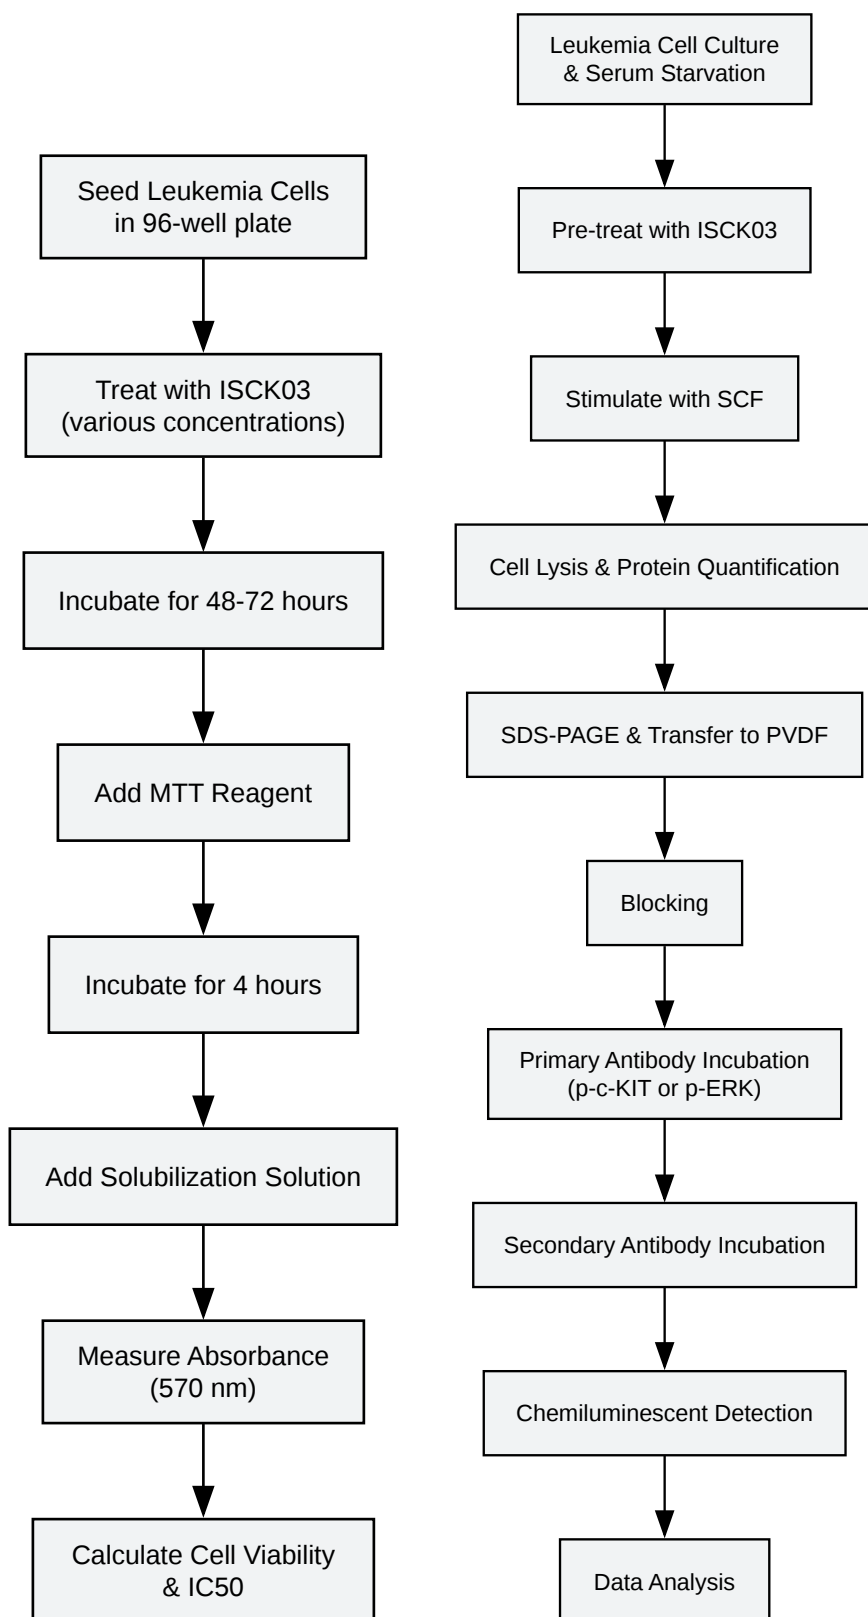 Seed Leukemia Cells
in 96-well plate
Treat with ISCK03
(various concentrations)
Incubate for 48-72 hours
Add MTT Reagent
Incubate for 4 hours
Add Solubilization Solution
Measure Absorbance
(570 nm)
Calculate Cell Viability
& IC50
Leukemia Cell Culture
& Serum Starvation
Pre-treat with ISCK03
Stimulate with SCF
Cell Lysis & Protein Quantification
SDS-PAGE & Transfer to PVDF
Blocking
Primary Antibody Incubation
(p-c-KIT or p-ERK)
Secondary Antibody Incubation
Chemiluminescent Detection
Data Analysis